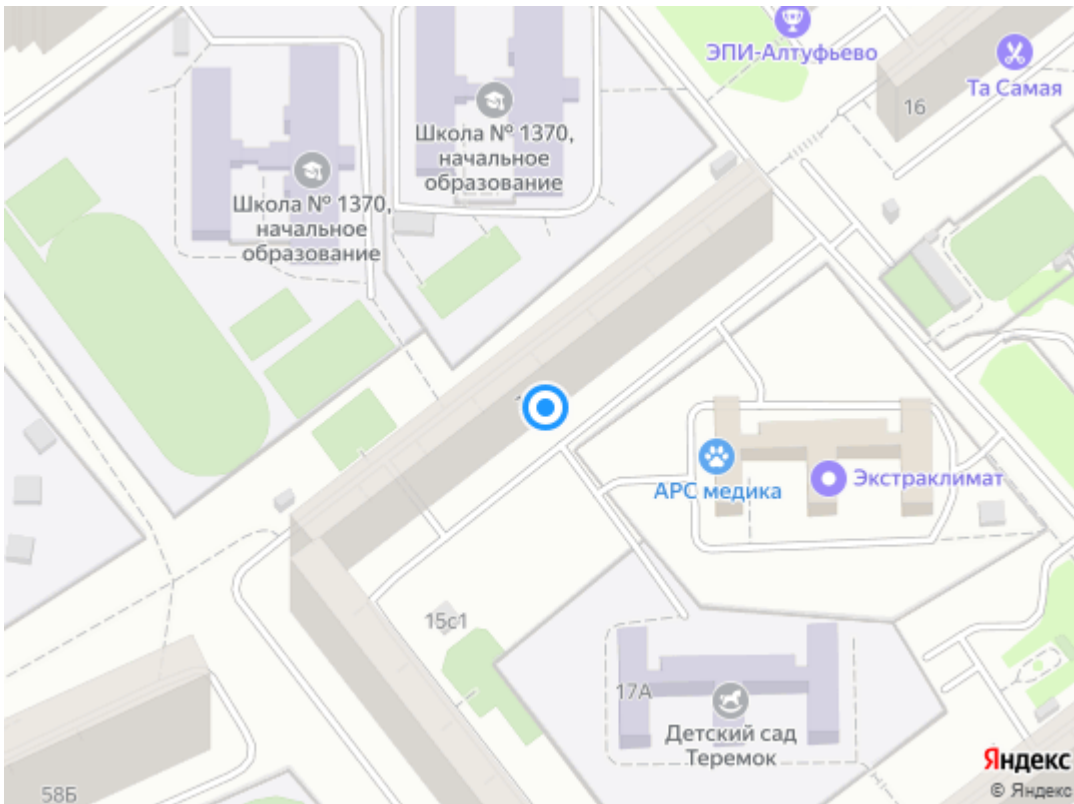 ЭПИ-Алтуфьево
Та Самая
16
Школа № 1370,
начальное
образование
Школа № 1370,
начальное
образование
АРС медика
Экстраклимат
15с1
17А
Детский сад
Теремок
58Б
Яндекс
© Яндекс